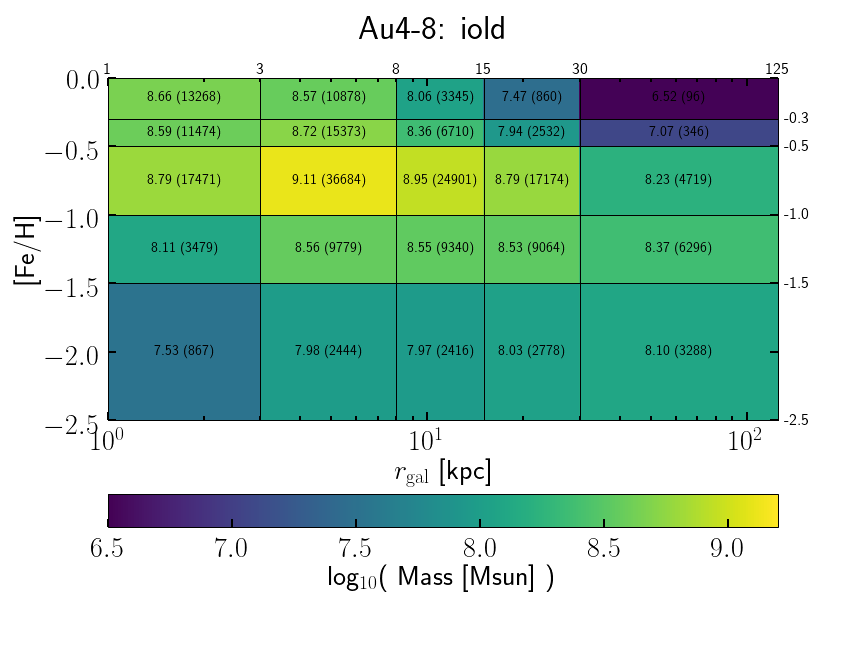 Au4-8: iold
1 3 8 15 30 125
0.0
8.66 (13268) 8.57 (10878) 8.06 (3345) 7.47 (860) 6.52 (96)
-0.3
8.59 (11474) 8.72 (15373) 8.36 (6710) 7.94 (2532) 7.07 (346)
−0.5 -0.5
8.79 (17471) 9.11 (36684) 8.95 (24901) 8.79 (17174) 8.23 (4719)
−1.0 -1.0
[Fe/H]
8.11 (3479) 8.56 (9779) 8.55 (9340) 8.53 (9064) 8.37 (6296)
−1.5 -1.5
−2.0 7.53 (867) 7.98 (2444) 7.97 (2416) 8.03 (2778) 8.10 (3288)
−2.5 -2.5
10⁰ 10¹ 10²
r_gal [kpc]
6.5 7.0 7.5 8.0 8.5 9.0
log₁₀( Mass [Msun] )